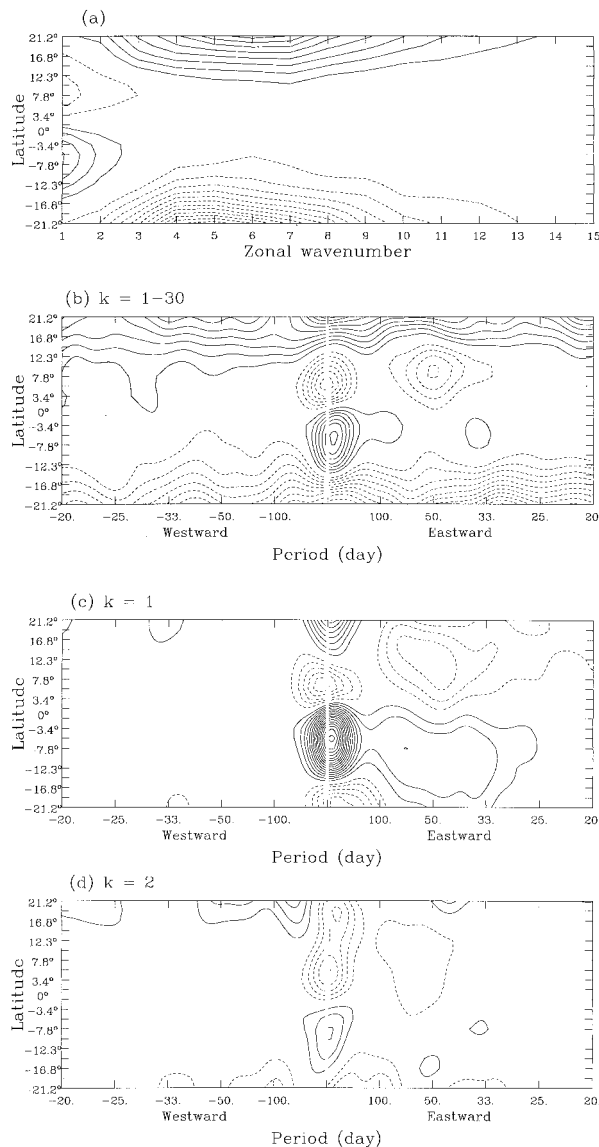 (a)
21.2°
16.8°
12.3°
7.8°
3.4°
0°
-3.4°
-7.8°
-12.3°
-16.8°
-21.2°
Latitude
1 2 3 4 5 6 7 8 9 10 11 12 13 14 15
Zonal wavenumber
(b) k = 1-30
21.2°
16.8°
12.3°
7.8°
3.4°
0°
-3.4°
-7.8°
-12.3°
-16.8°
-21.2°
Latitude
-20. -25. -33. -50. -100. 100. 50. 33. 25. 20
Westward Eastward
Period (day)
(c) k = 1
21.2°
16.8°
12.3°
7.8°
3.4°
0°
-3.4°
-7.8°
-12.3°
-16.8°
-21.2°
Latitude
-20. -25. -33. -50. -100. 100. 50. 33. 25. 20
Westward Eastward
Period (day)
(d) k = 2
21.2°
16.8°
12.3°
7.8°
3.4°
0°
-3.4°
-7.8°
-12.3°
-16.8°
-21.2°
Latitude
-20. -25. -33. -50. -100. 100. 50. 33. 25. 20
Westward Eastward
Period (day)